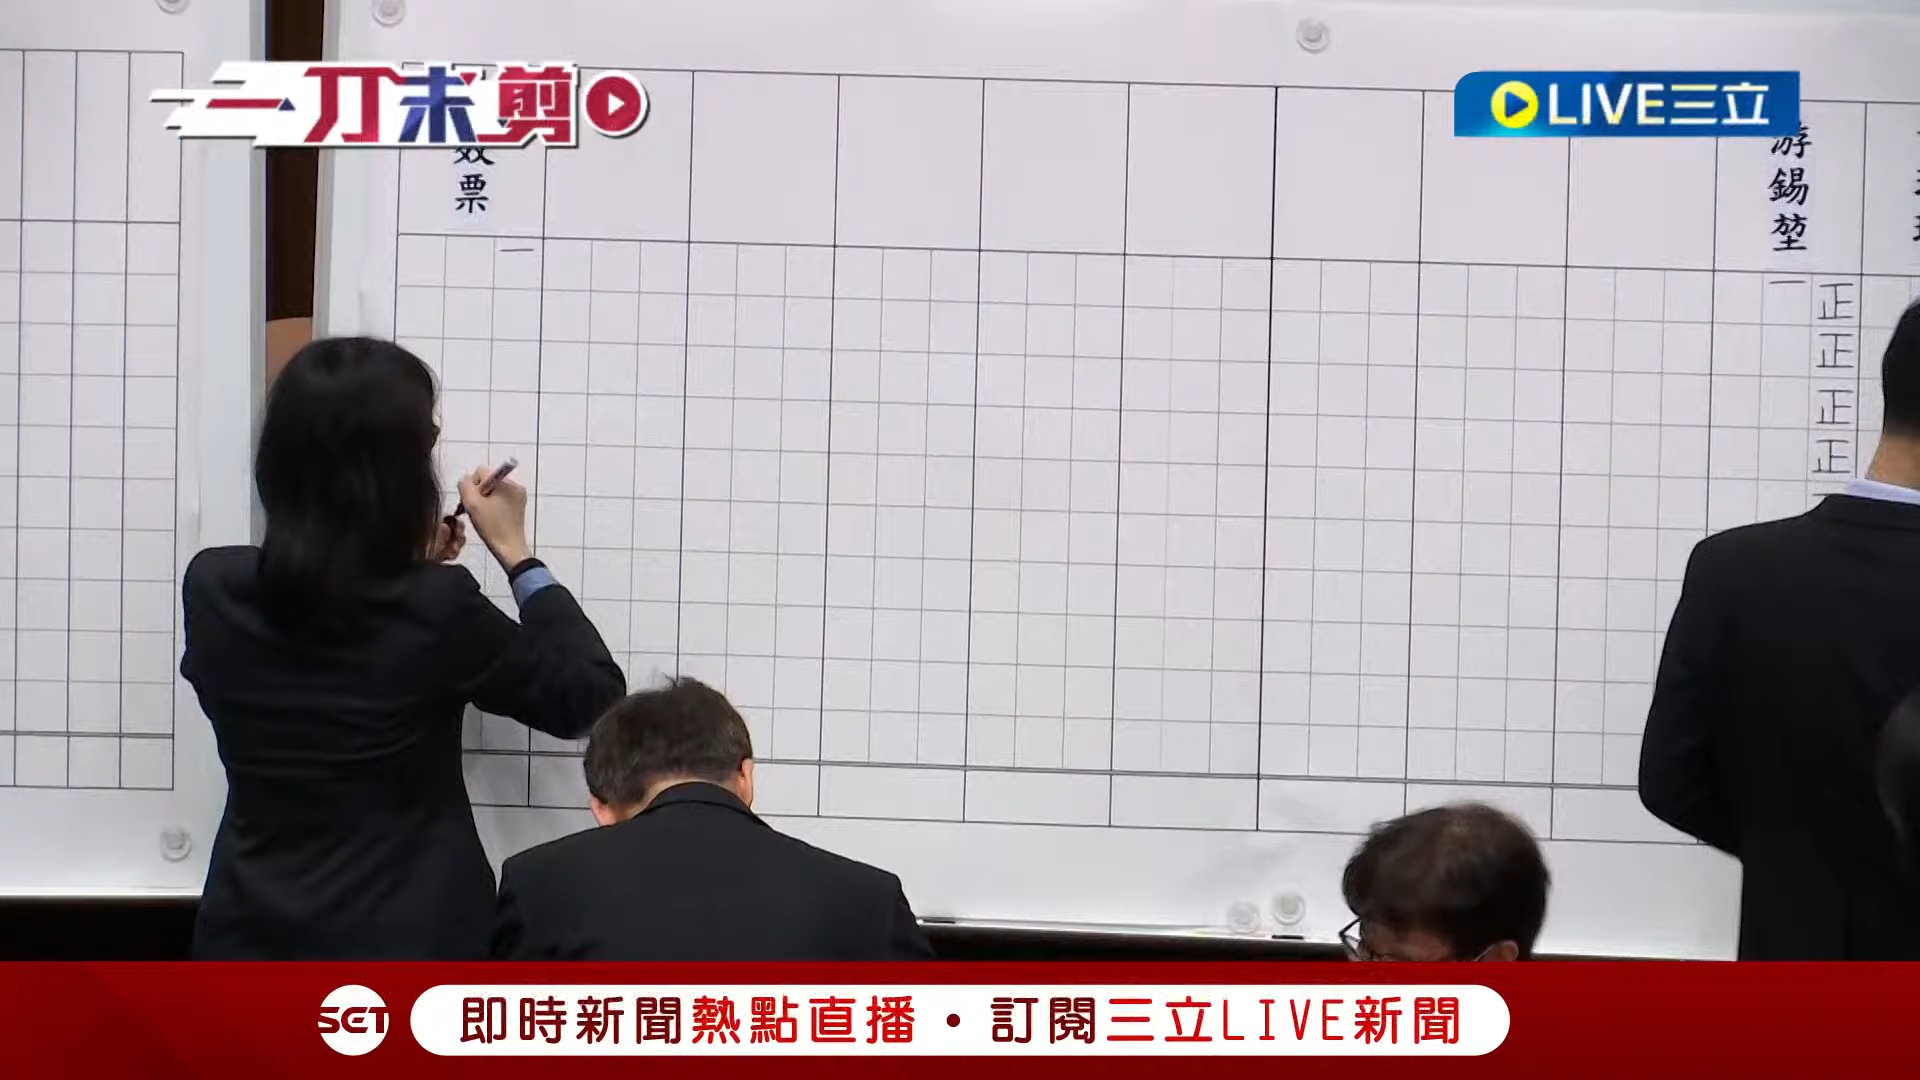 一刀未剪
LIVE三立
效票
一
游錫堃
一
正
正
正
正
SET
即時新聞熱點直播・訂閱三立LIVE新聞